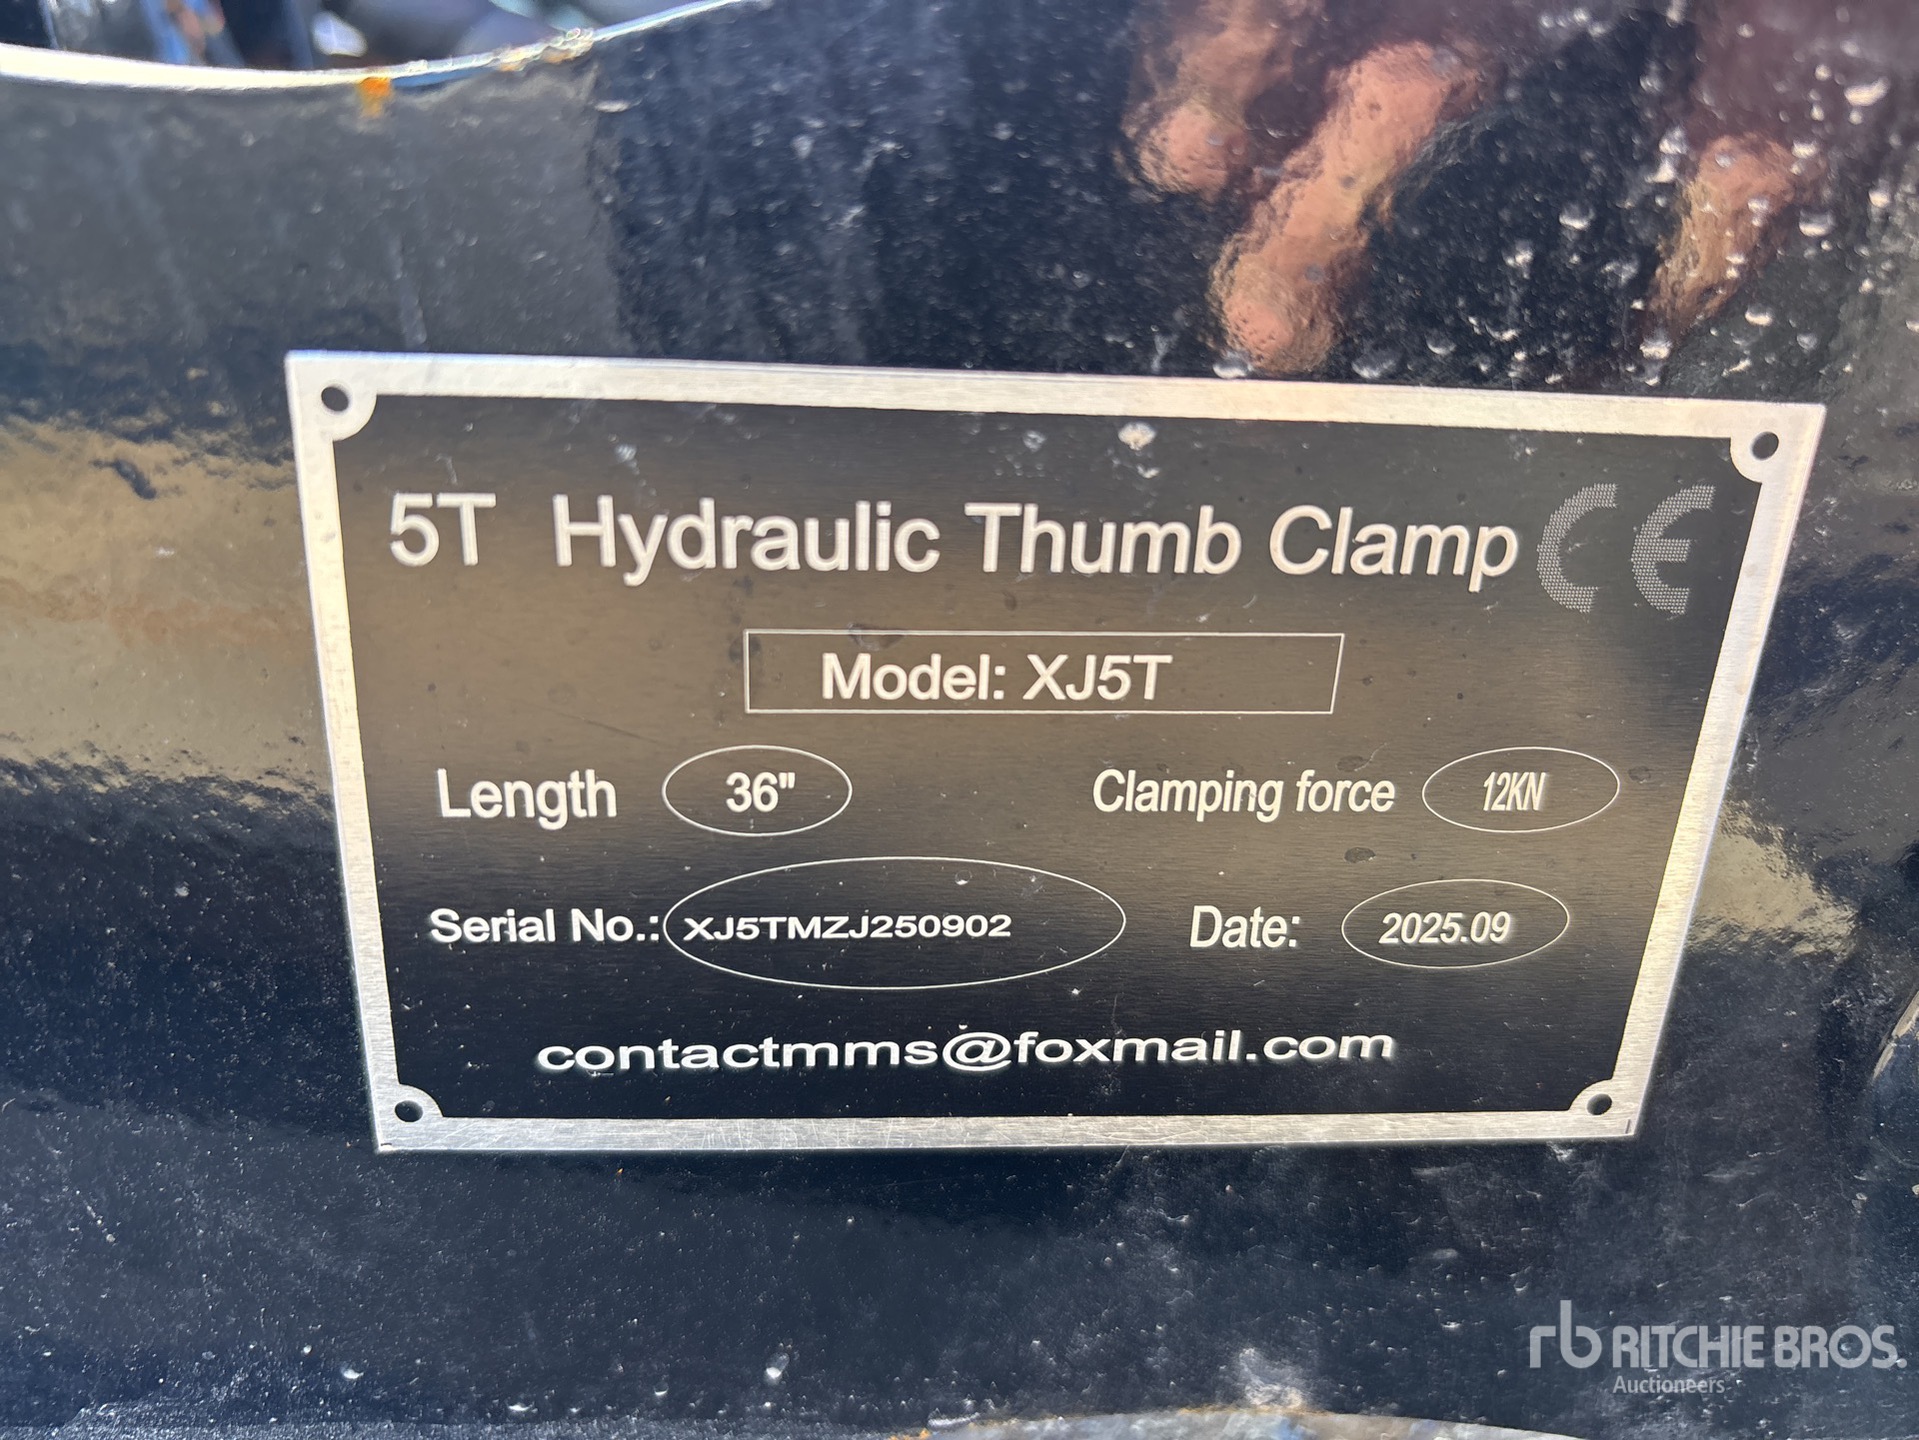 5T Hydraulic Thumb Clamp CE
Model: XJ5T
Length 36" Clamping force 12KN
Serial No.: XJ5TMZJ250902 Date: 2025.09
contactmms@foxmail.com
rb RITCHIE BROS.
Auctioneers